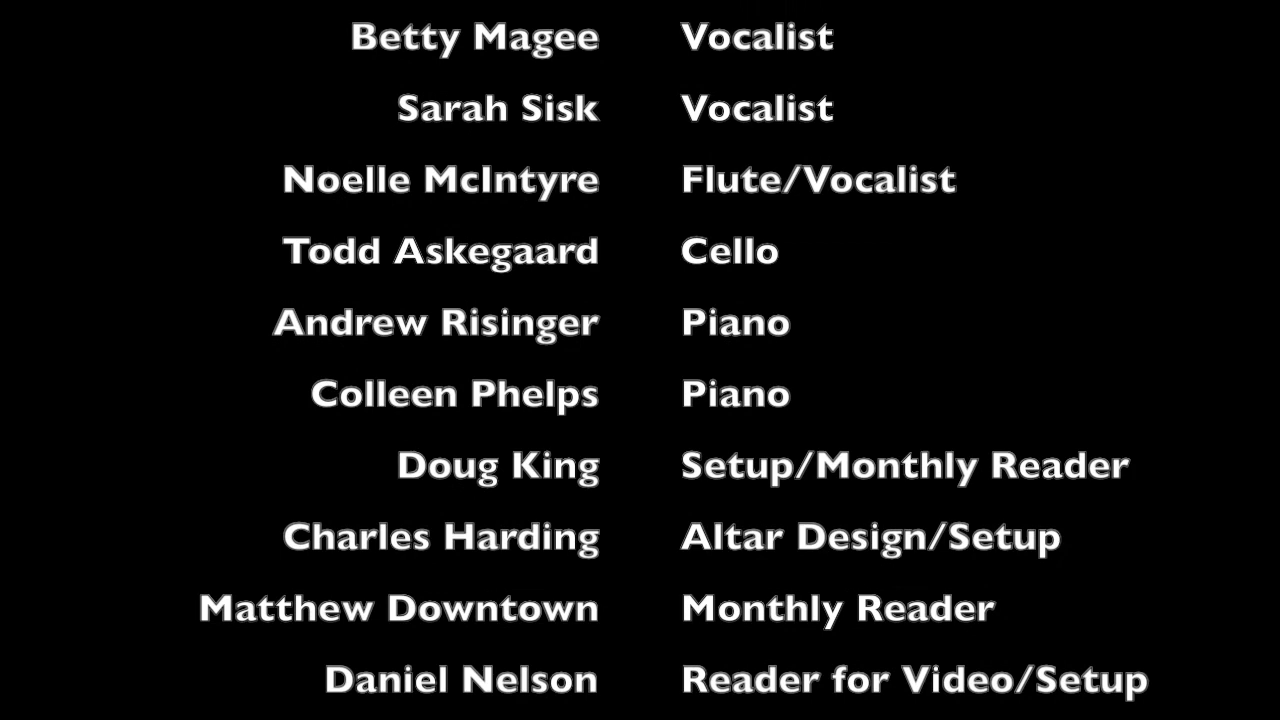 Betty Magee Vocalist
Sarah Sisk Vocalist
Noelle McIntyre Flute/Vocalist
Todd Askegaard Cello
Andrew Risinger Piano
Colleen Phelps Piano
Doug King Setup/Monthly Reader
Charles Harding Altar Design/Setup
Matthew Downtown Monthly Reader
Daniel Nelson Reader for Video/Setup